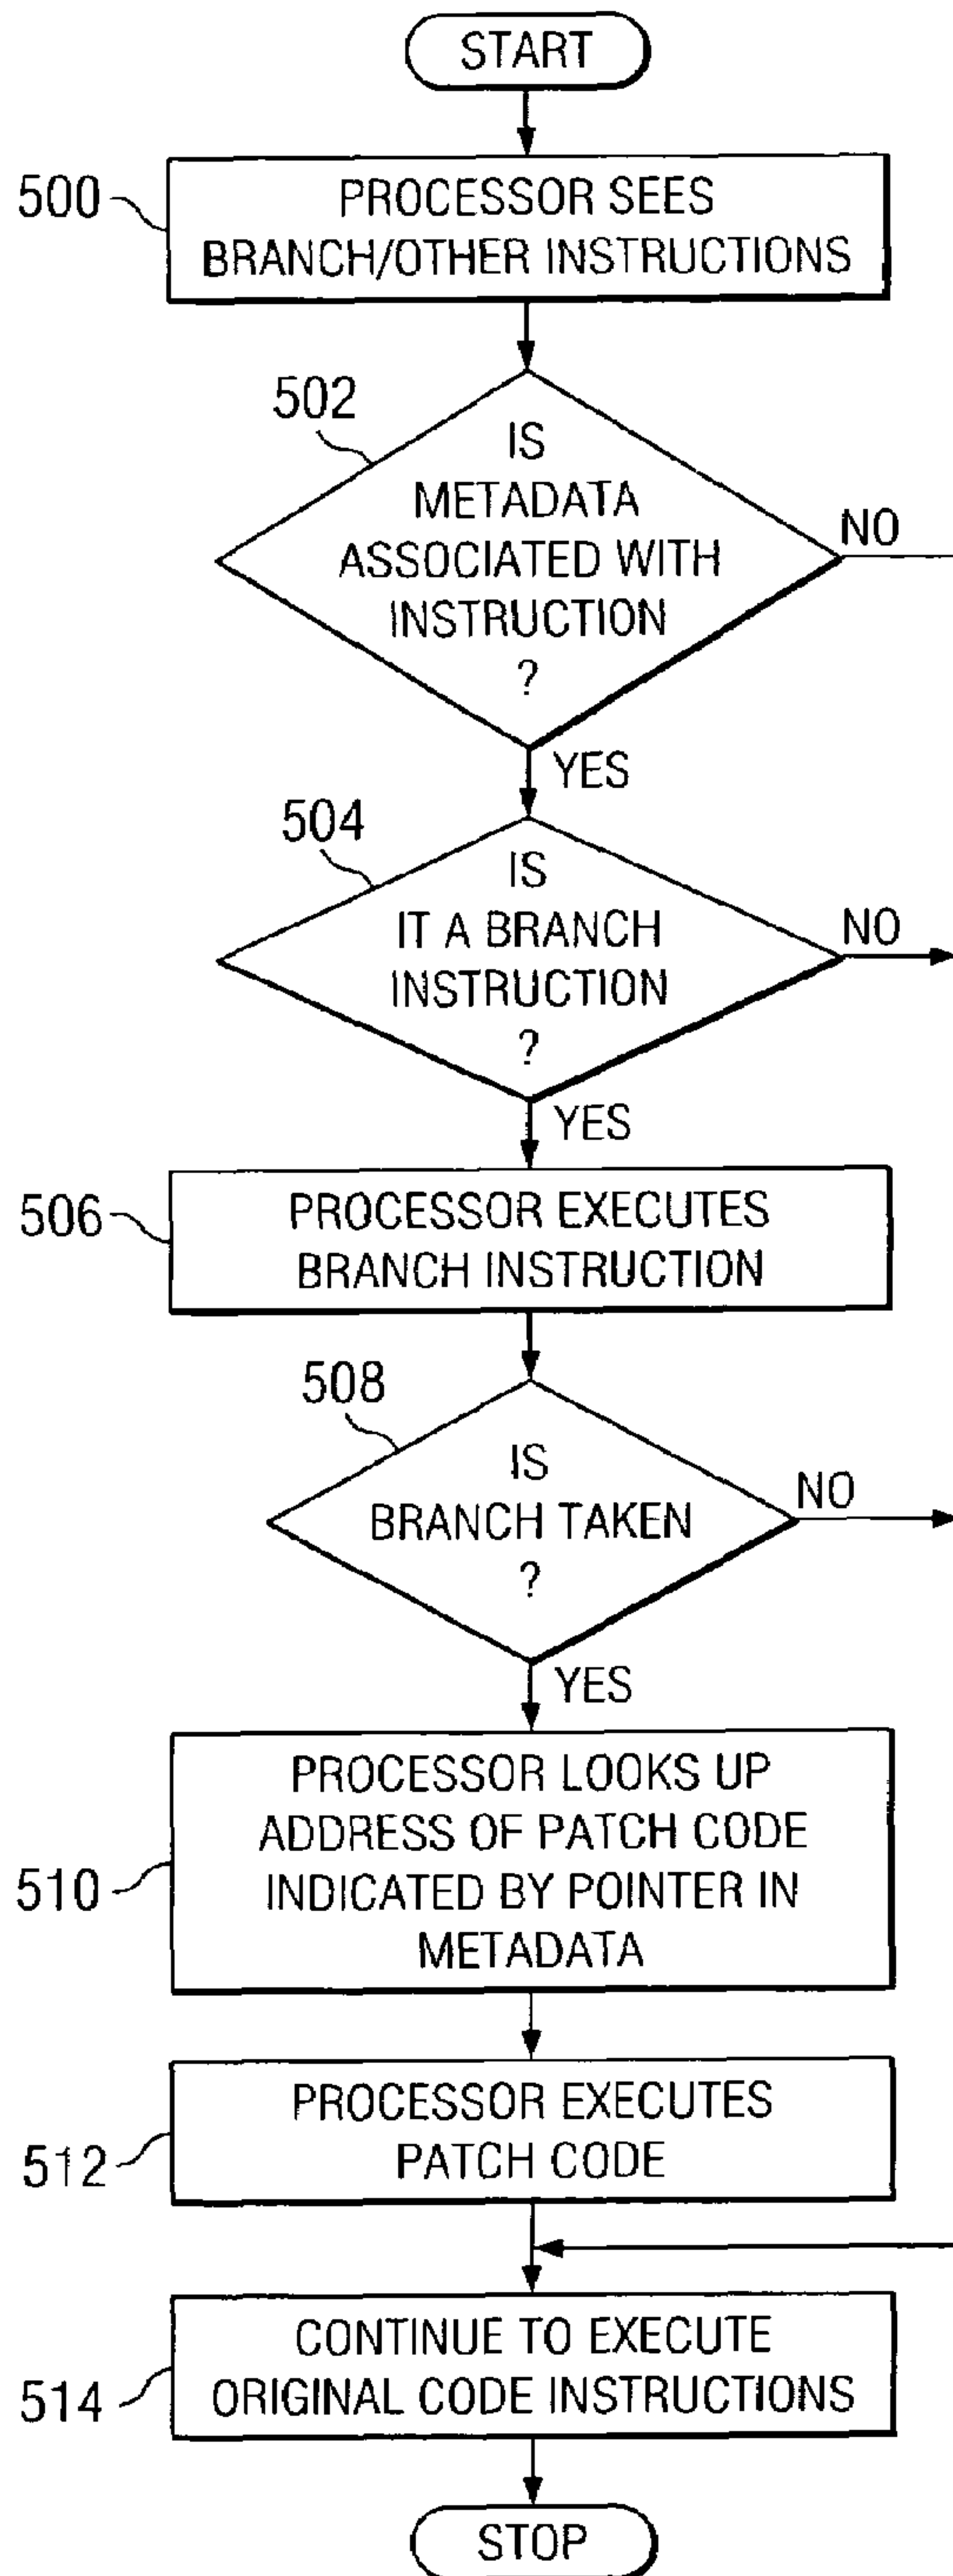 START
500
PROCESSOR SEES
BRANCH/OTHER INSTRUCTIONS
502
IS
METADATA
ASSOCIATED WITH
INSTRUCTION
?
NO
YES
504
IS
IT A BRANCH
INSTRUCTION
?
NO
YES
506
PROCESSOR EXECUTES
BRANCH INSTRUCTION
508
IS
BRANCH TAKEN
?
NO
YES
510
PROCESSOR LOOKS UP
ADDRESS OF PATCH CODE
INDICATED BY POINTER IN
METADATA
512
PROCESSOR EXECUTES
PATCH CODE
514
CONTINUE TO EXECUTE
ORIGINAL CODE INSTRUCTIONS
STOP